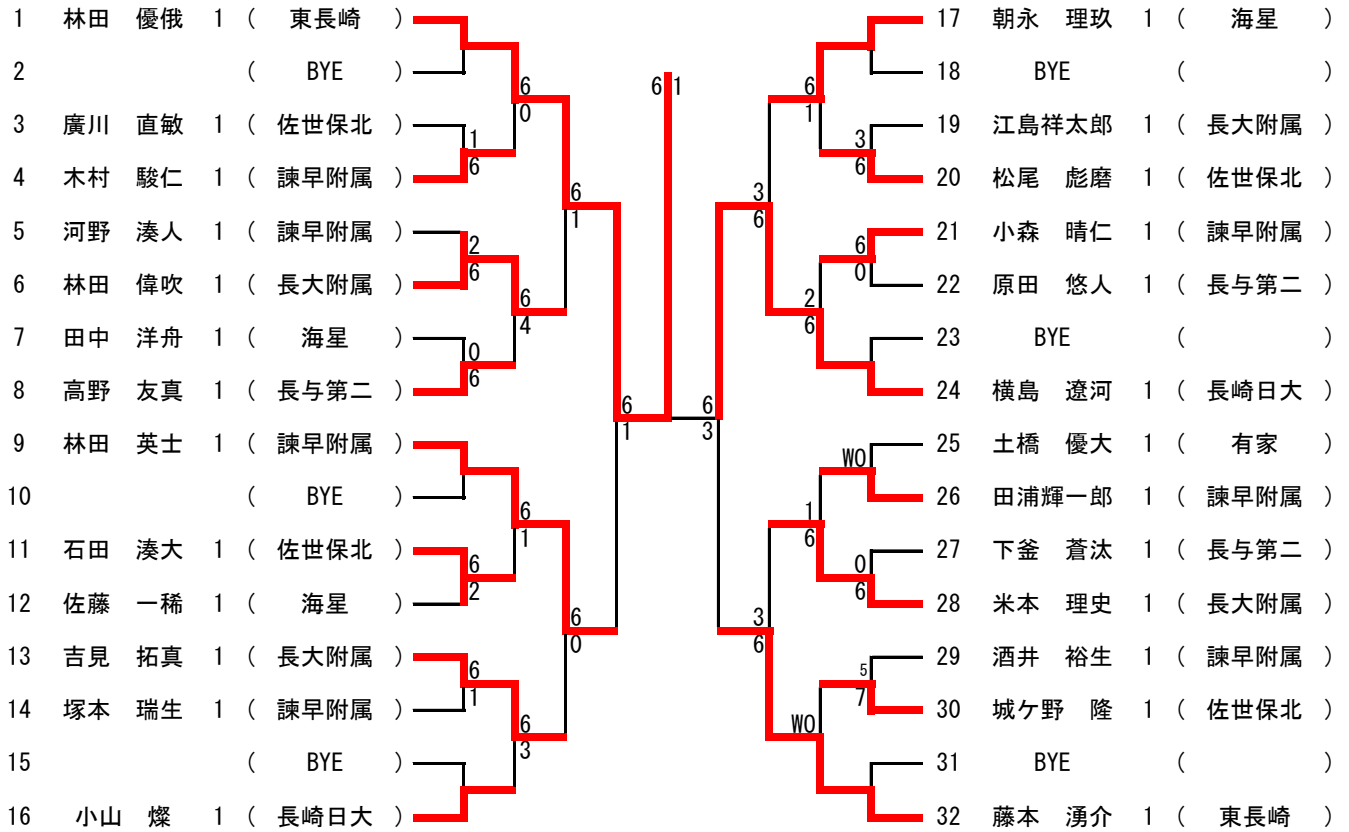 1 林田 優俄 1 ( 東長崎 )
2 ( BYE )
3 廣川 直敏 1 ( 佐世保北 )
4 木村 駿仁 1 ( 諫早附属 )
5 河野 湊人 1 ( 諫早附属 )
6 林田 偉吹 1 ( 長大附属 )
7 田中 洋舟 1 ( 海星 )
8 高野 友真 1 ( 長与第二 )
9 林田 英士 1 ( 諫早附属 )
10 ( BYE )
11 石田 湊大 1 ( 佐世保北 )
12 佐藤 一稀 1 ( 海星 )
13 吉見 拓真 1 ( 長大附属 )
14 塚本 瑞生 1 ( 諫早附属 )
15 ( BYE )
16 小山 燦 1 ( 長崎日大 )
6 0
1 6
6 1
2 6
6 4
0 6
6 1
6 1
6 2
6 0
6 1
6 3
6 1
6 3
6 1
3 6
3 6
6 0
2 6
WO
1 6
0 6
3 6
5 7
WO
17 朝永 理玖 1 ( 海星 )
18 BYE ( )
19 江島祥太郎 1 ( 長大附属 )
20 松尾 彪磨 1 ( 佐世保北 )
21 小森 晴仁 1 ( 諫早附属 )
22 原田 悠人 1 ( 長与第二 )
23 BYE ( )
24 横島 遼河 1 ( 長崎日大 )
25 土橋 優大 1 ( 有家 )
26 田浦輝一郎 1 ( 諫早附属 )
27 下釜 蒼汰 1 ( 長与第二 )
28 米本 理史 1 ( 長大附属 )
29 酒井 裕生 1 ( 諫早附属 )
30 城ケ野 隆 1 ( 佐世保北 )
31 BYE ( )
32 藤本 湧介 1 ( 東長崎 )